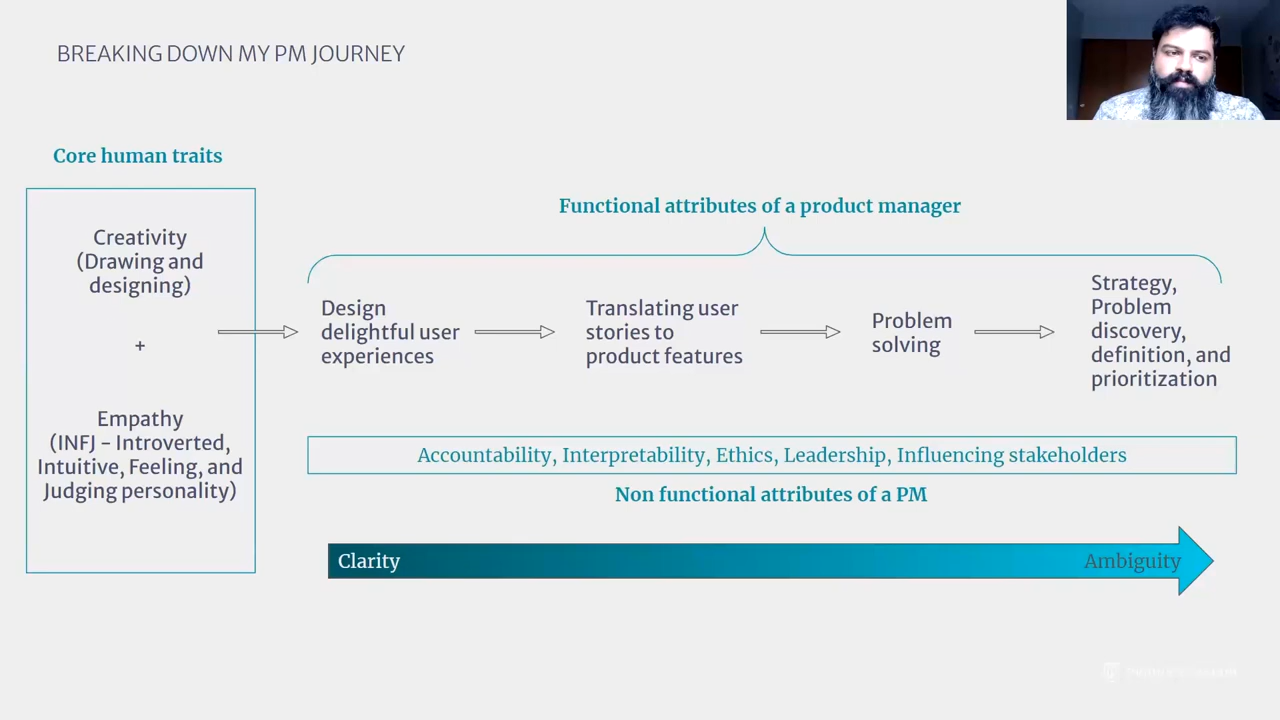 BREAKING DOWN MY PM JOURNEY
Core human traits
Creativity
(Drawing and
designing)
+
Empathy
(INFJ - Introverted,
Intuitive, Feeling, and
Judging personality)
Functional attributes of a product manager
Design
delightful user
experiences
Translating user
stories to
product features
Problem
solving
Strategy,
Problem
discovery,
definition, and
prioritization
Accountability, Interpretability, Ethics, Leadership, Influencing stakeholders
Non functional attributes of a PM
Clarity
Ambiguity